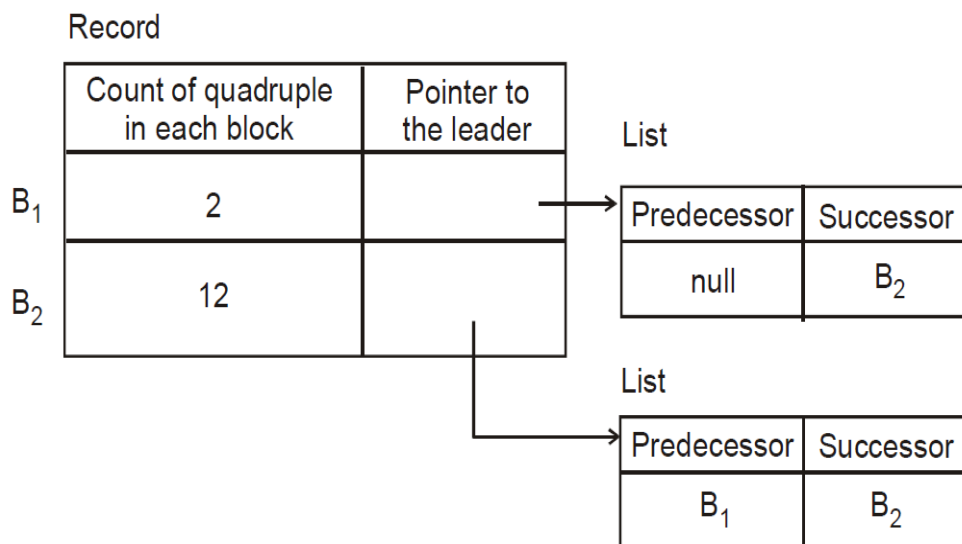 Record
Count of quadruple
in each block
Pointer to
the leader
B₁
2
B₂
12
List
Predecessor Successor
null B₂
List
Predecessor Successor
B₁ B₂